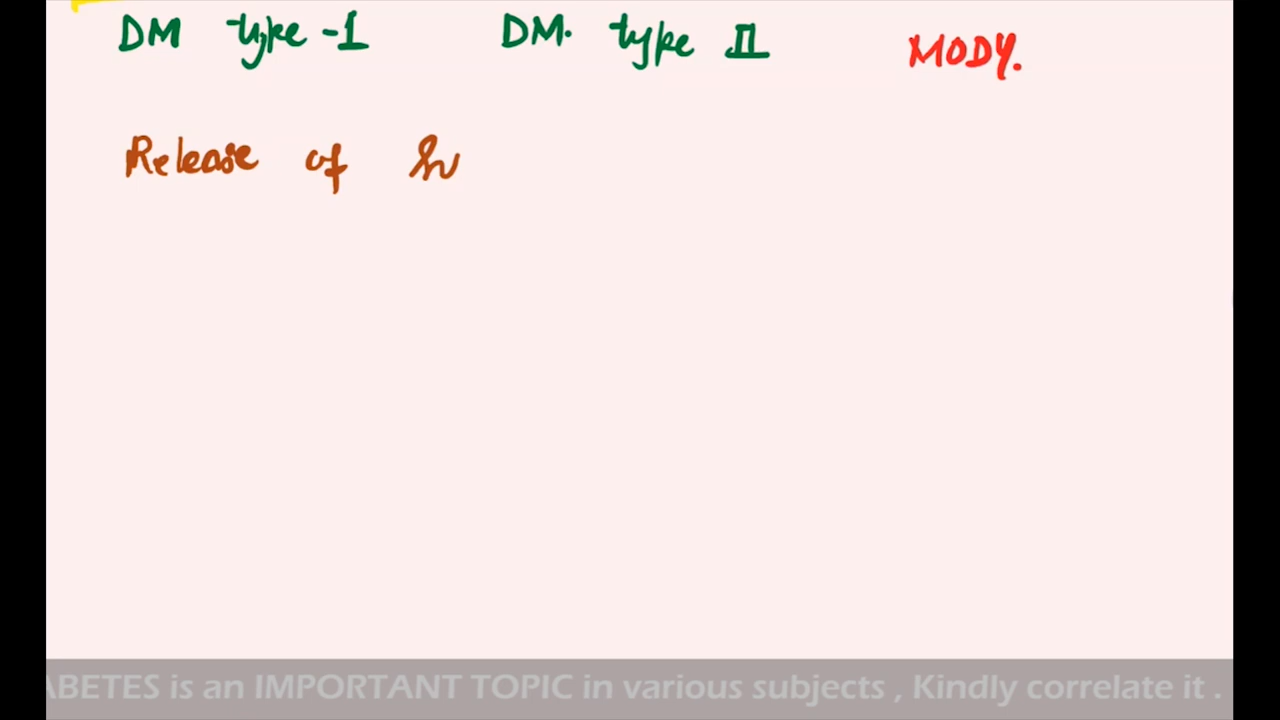 DM type -1 DM. type II MODY.
Release of
ABETES is an IMPORTANT TOPIC in various subjects , Kindly correlate it .